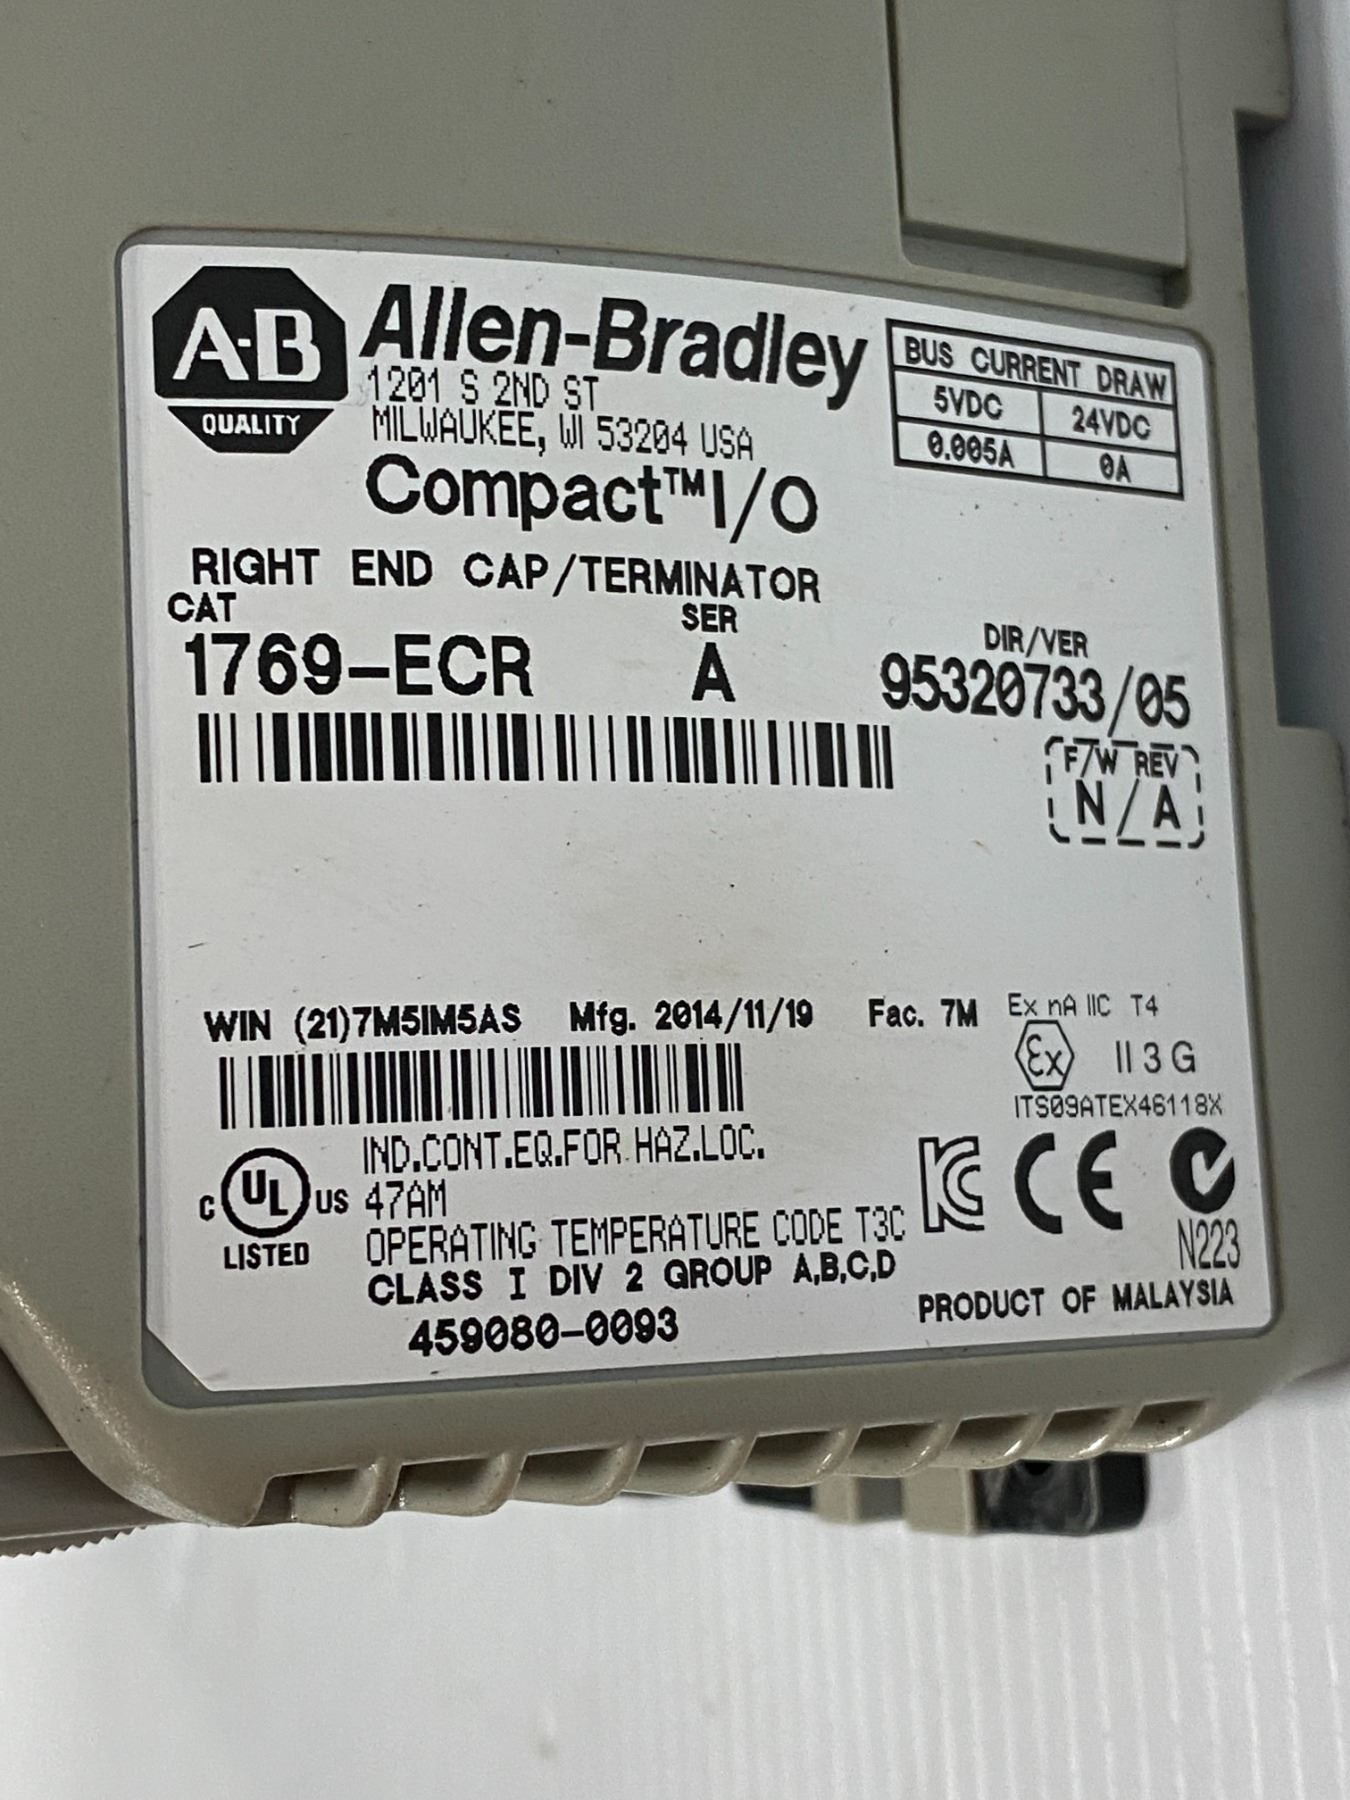 A-B
QUALITY
Allen-Bradley
1201 S 2ND ST
MILWAUKEE, WI 53204 USA
Compact™I/O
BUS CURRENT DRAW
5VDC 24VDC
0.005A 0A
RIGHT END CAP/TERMINATOR
CAT SER DIR/VER
1769-ECR A 95320733/05
F/W REV
N/A
WIN (21)7M5IM5AS Mfg. 2014/11/19 Fac. 7M
Ex nA IIC T4
Ex II 3 G
ITS09ATEX46118X
C UL US
LISTED
IND.CONT.EQ.FOR HAZ.LOC.
47AM
OPERATING TEMPERATURE CODE T3C
CLASS I DIV 2 GROUP A,B,C,D
459080-0093
KC CE
N223
PRODUCT OF MALAYSIA